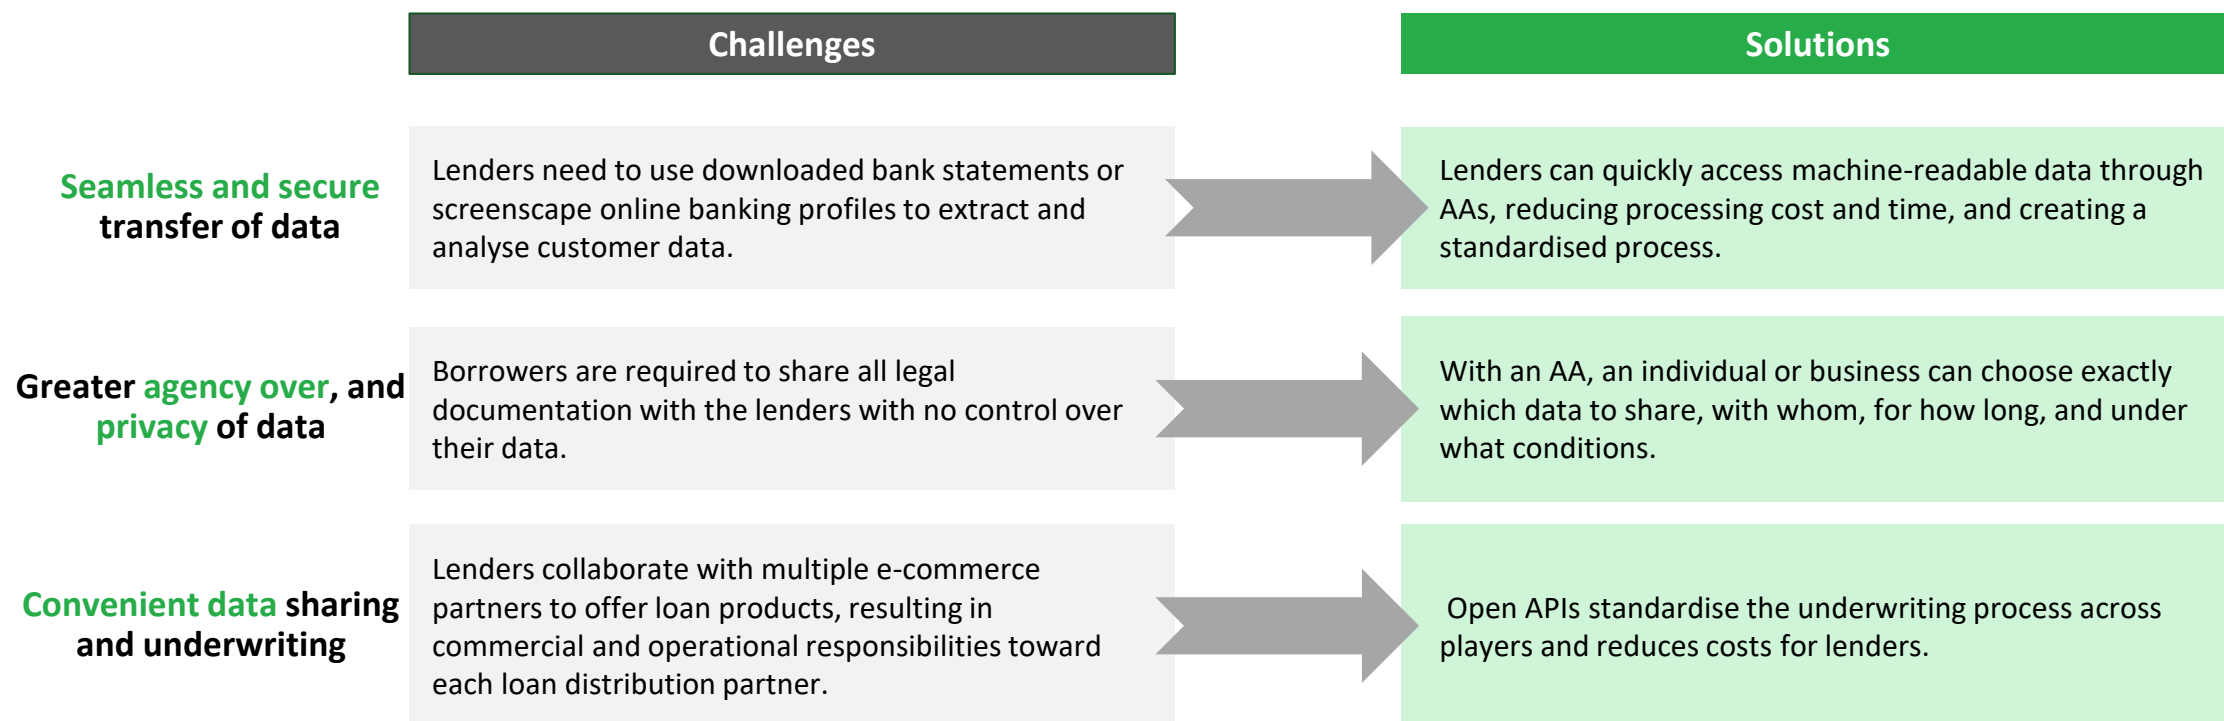 Challenges
Solutions
Seamless and secure
transfer of data
Lenders need to use downloaded bank statements or
screenscape online banking profiles to extract and
analyse customer data.
Lenders can quickly access machine-readable data through
AAs, reducing processing cost and time, and creating a
standardised process.
Greater agency over, and
privacy of data
Borrowers are required to share all legal
documentation with the lenders with no control over
their data.
With an AA, an individual or business can choose exactly
which data to share, with whom, for how long, and under
what conditions.
Convenient data sharing
and underwriting
Lenders collaborate with multiple e-commerce
partners to offer loan products, resulting in
commercial and operational responsibilities toward
each loan distribution partner.
Open APIs standardise the underwriting process across
players and reduces costs for lenders.